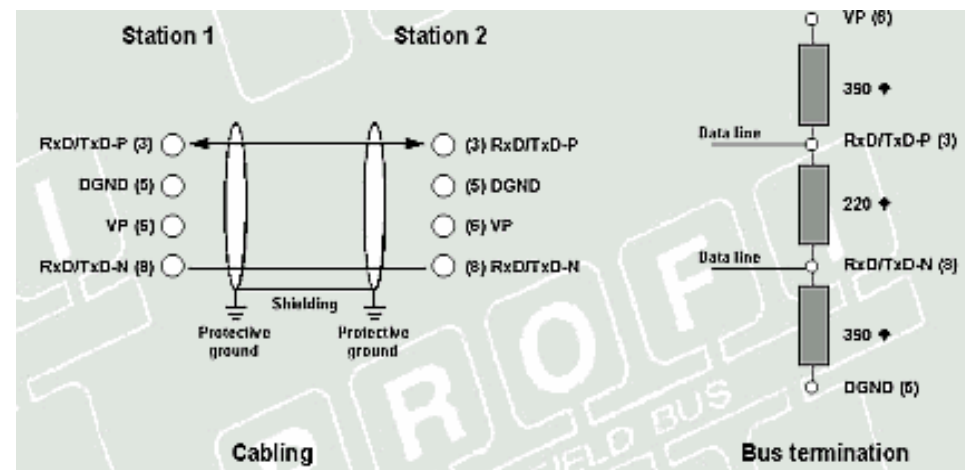 Station 1
Station 2
RxD/TxD-P (3)
(3) RxD/TxD-P
DGND (5)
(5) DGND
VP (6)
(6) VP
RxD/TxD-N (8)
(8) RxD/TxD-N
Shielding
Protective
ground
Protective
ground
Cabling
VP (6)
390
Data line
RxD/TxD-P (3)
220
Data line
RxD/TxD-N (8)
390
DGND (5)
Bus termination
PROFI
FIELD BUS